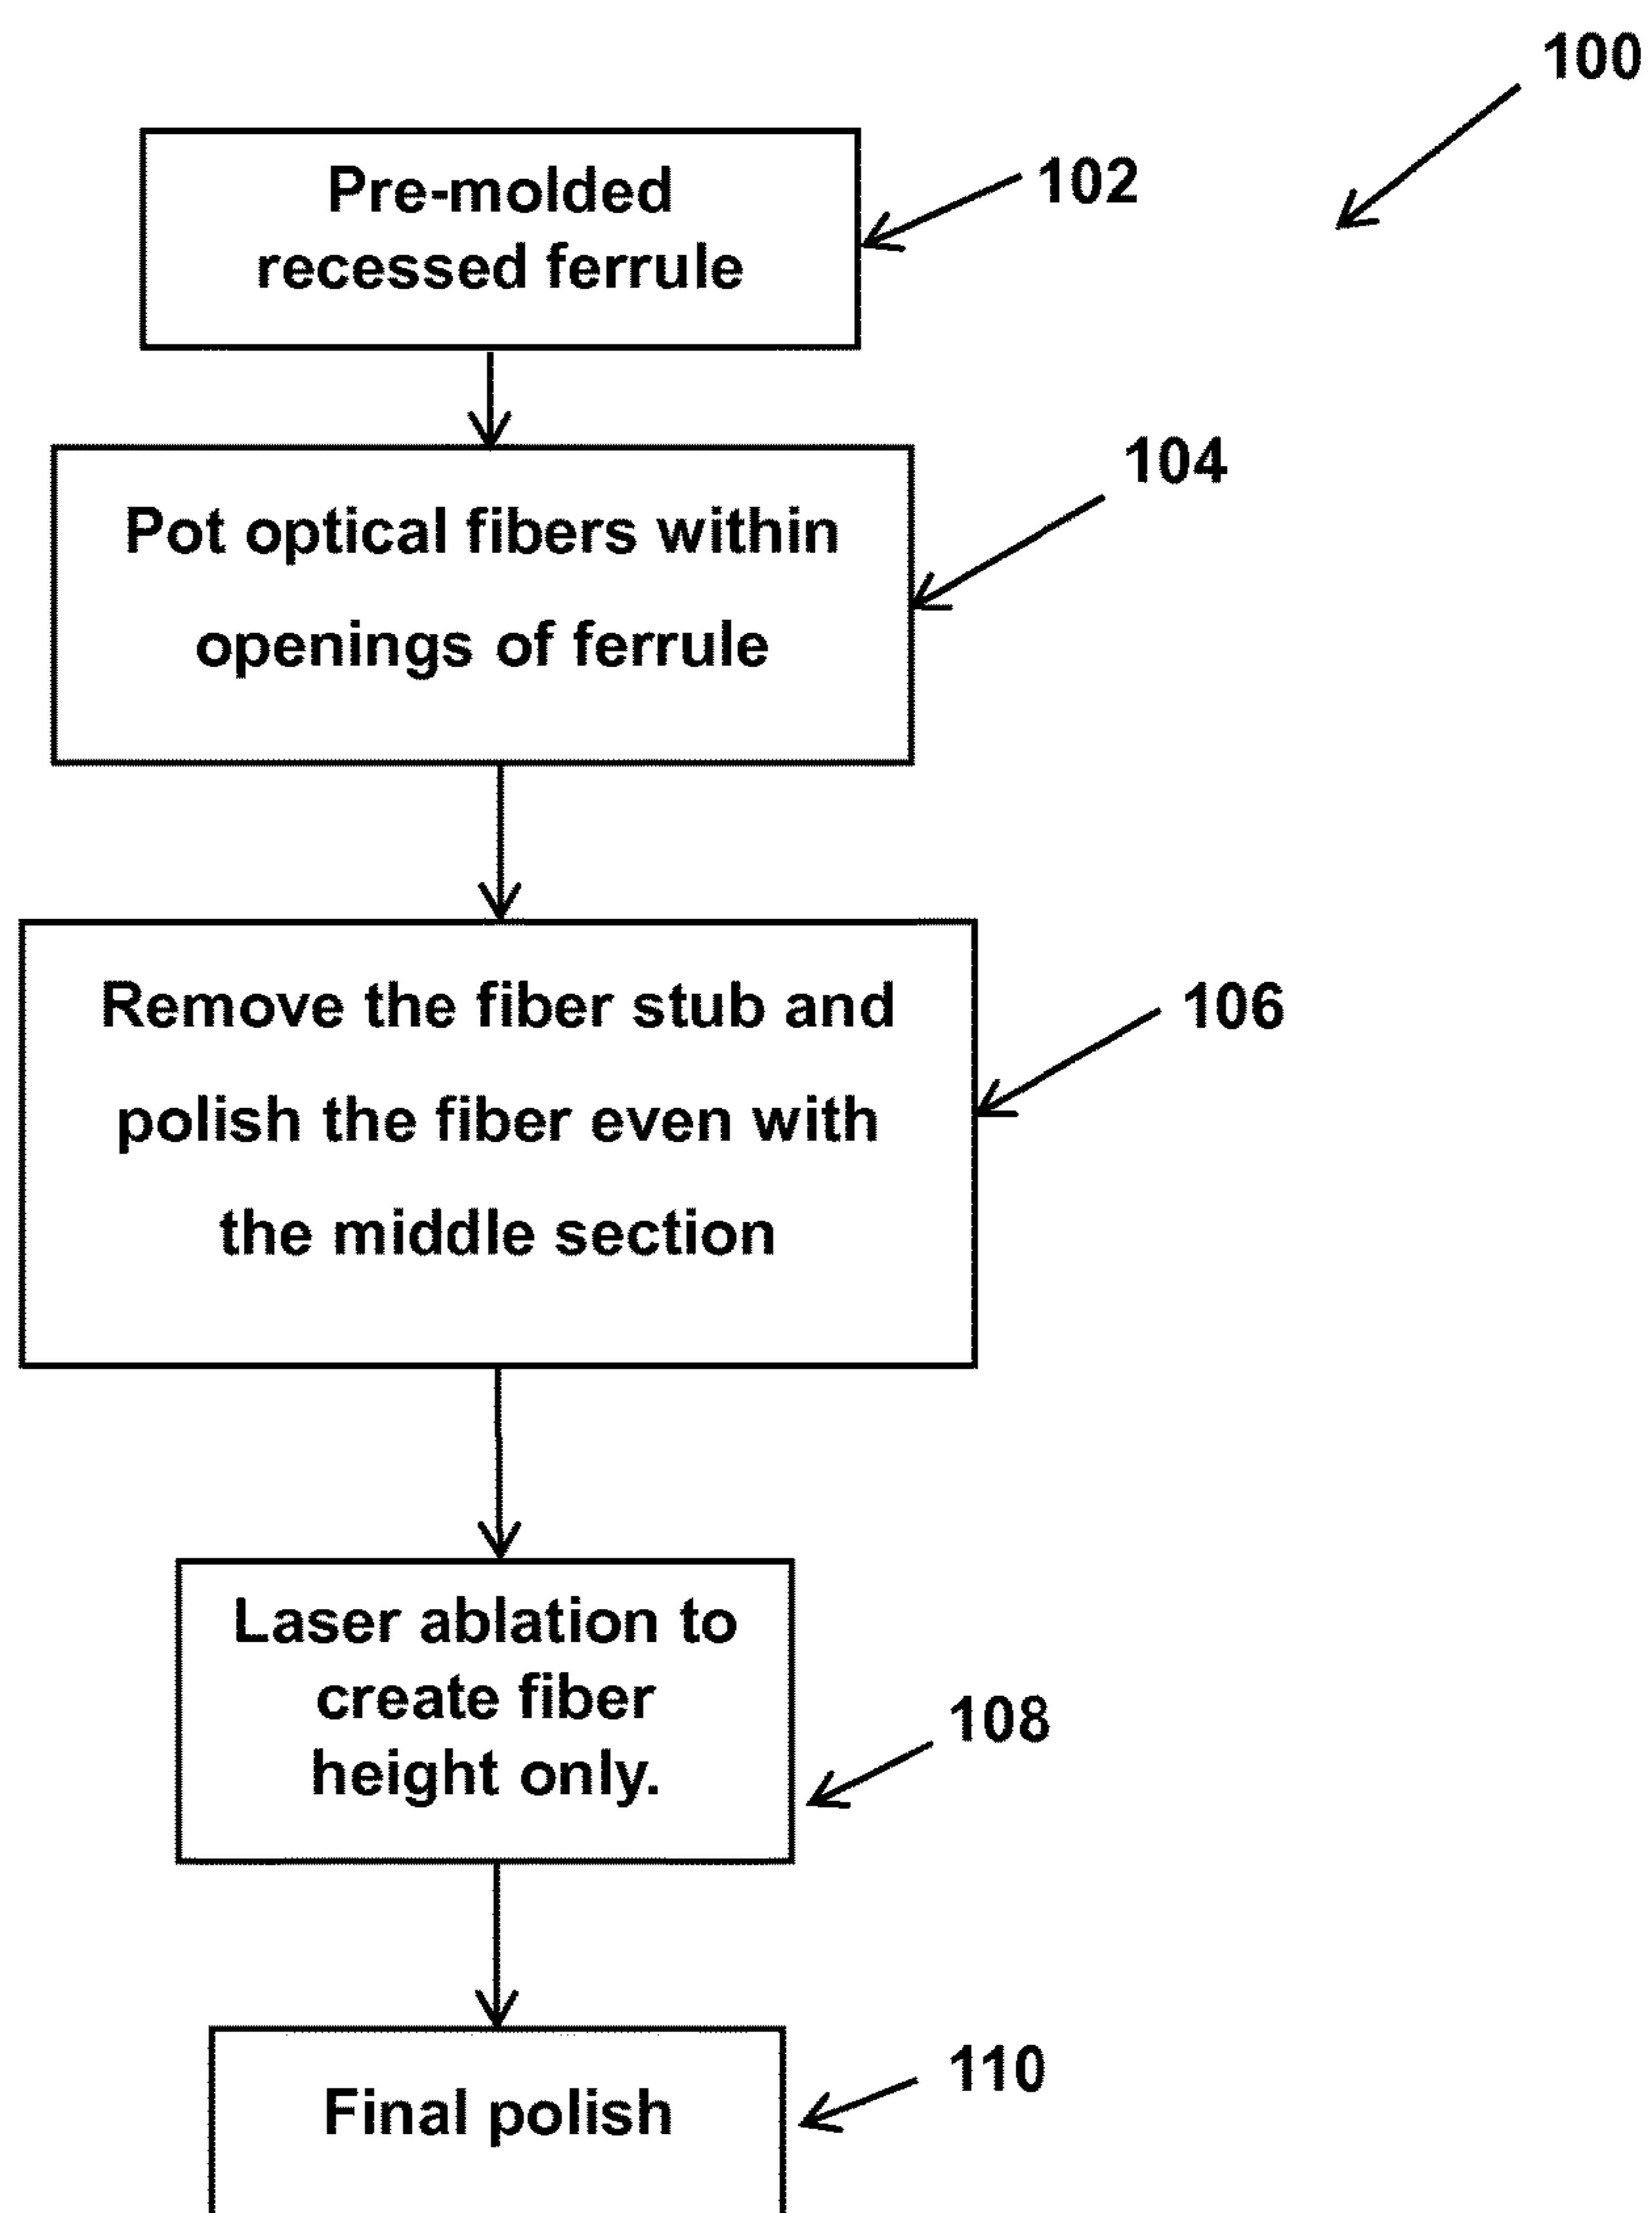 100
Pre-molded
recessed ferrule
102
Pot optical fibers within
openings of ferrule
104
Remove the fiber stub and
polish the fiber even with
the middle section
106
Laser ablation to
create fiber
height only.
108
Final polish
110